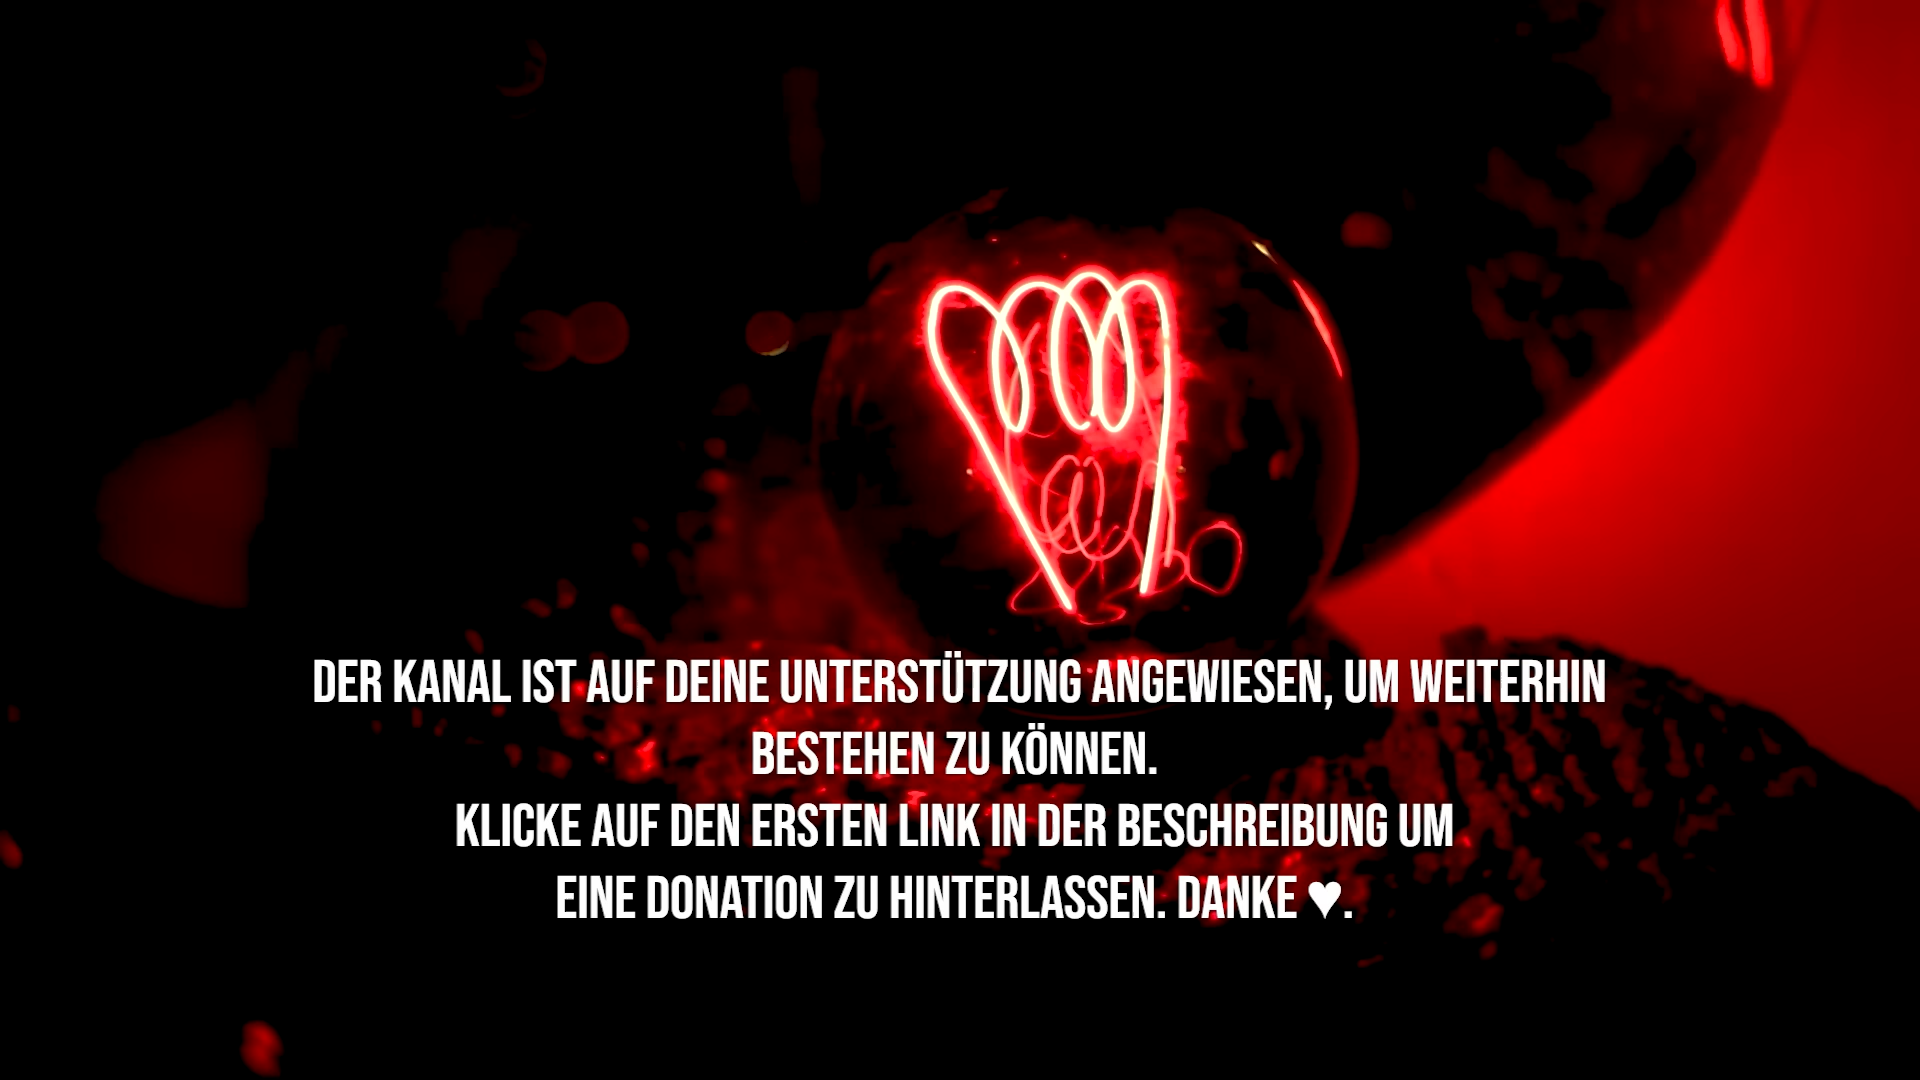 DER KANAL IST AUF DEINE UNTERSTÜTZUNG ANGEWIESEN, UM WEITERHIN
BESTEHEN ZU KÖNNEN.
KLICKE AUF DEN ERSTEN LINK IN DER BESCHREIBUNG UM
EINE DONATION ZU HINTERLASSEN. DANKE ♥.